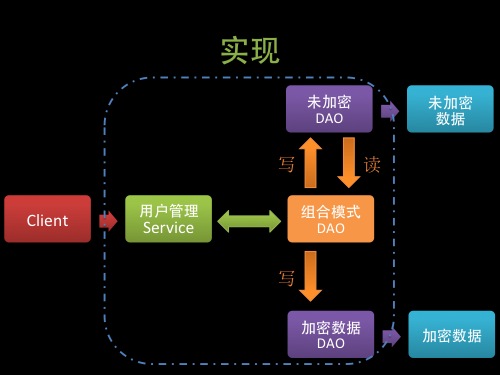 实现
未加密
DAO
未加密
数据
写
读
Client
用户管理
Service
组合模式
DAO
写
加密数据
DAO
加密数据